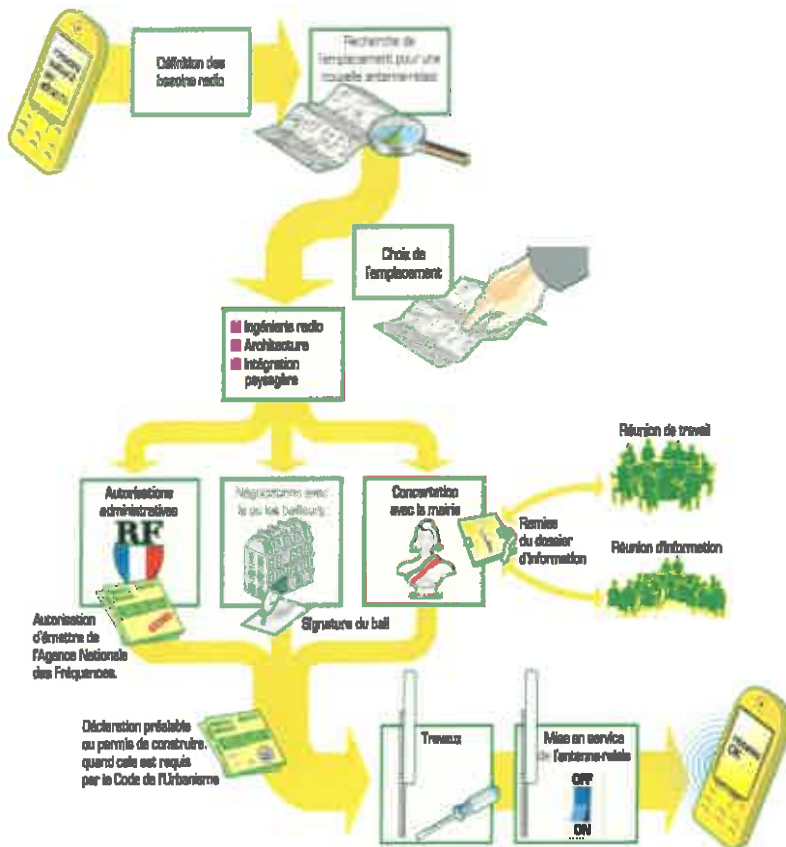 Définition des
besoins radio
Recherche de
l'emplacement pour une
nouvelle antenne-relais
Choix de
l'emplacement
Ingénierie radio
Architecture
Intégration
paysagère
Autorisations
administratives
RF
Négociations avec
le ou les bailleurs
Concertation
avec la mairie
Réunion de travail
Remise
du dossier
d'information
Réunion d'information
Autorisation
d'émettre de
l'Agence Nationale
des Fréquences.
Signature du bail
Déclaration préalable
ou permis de construire,
quand cela est requis
par le Code de l'Urbanisme
Travaux
Mise en service
de l'antenne-relais
OFF
ON